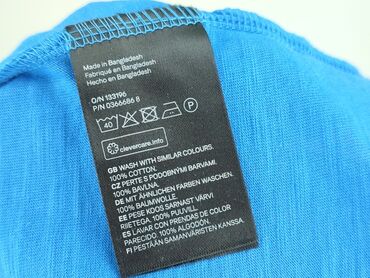 Made in Bangladesh
Fabriqué en Bangladesh
Hecho en Bangladesh
O/N 133196
P/N 0366686 8
40 P
clevercare.info
GB WASH WITH SIMILAR COLOURS.
100% COTTON.
CZ PERTE S PODOBNÝMI BARVAMI.
100% BAVLNA.
DE MIT ÄHNLICHEN FARBEN WASCHEN.
100% BAUMWOLLE.
EE PESE KOOS SARNAST VÄRVI
RIIETEGA. 100% PUUVILL.
ES LAVAR CON PRENDAS DE COLOR
PARECIDO. 100% ALGODÓN.
FI PESTÄÄN SAMANVÄRISTEN KANSSA.